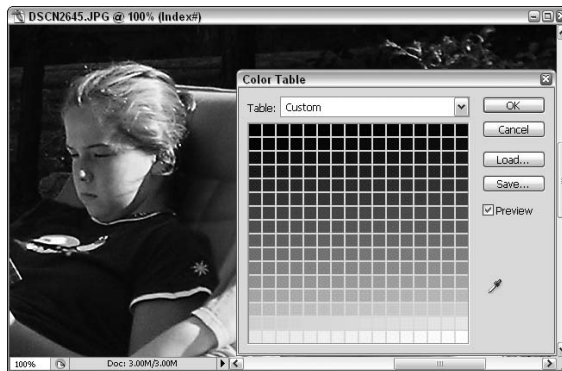 DSCN2645.JPG @ 100% (Index#)
Color Table
Table: Custom
OK
Cancel
Load...
Save...
Preview
100%
Doc: 3.00M/3.00M